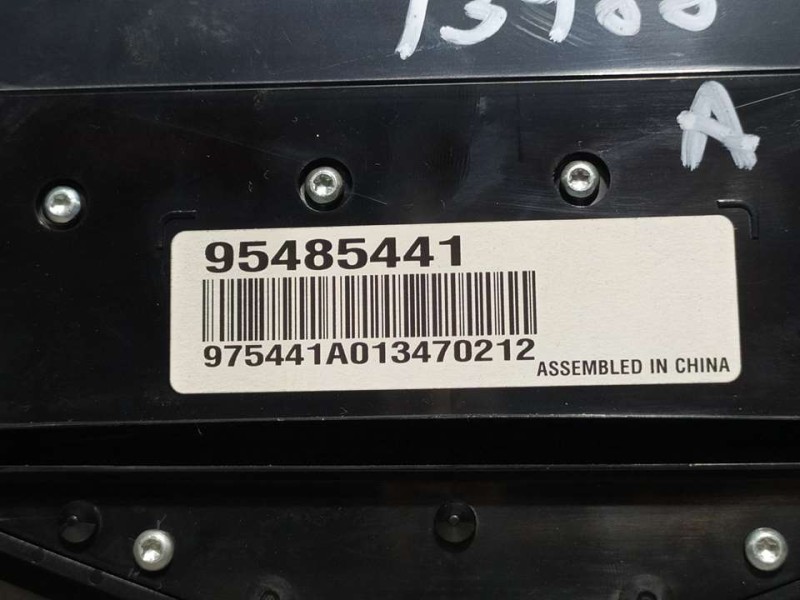 A
95485441
975441A013470212
ASSEMBLED IN CHINA